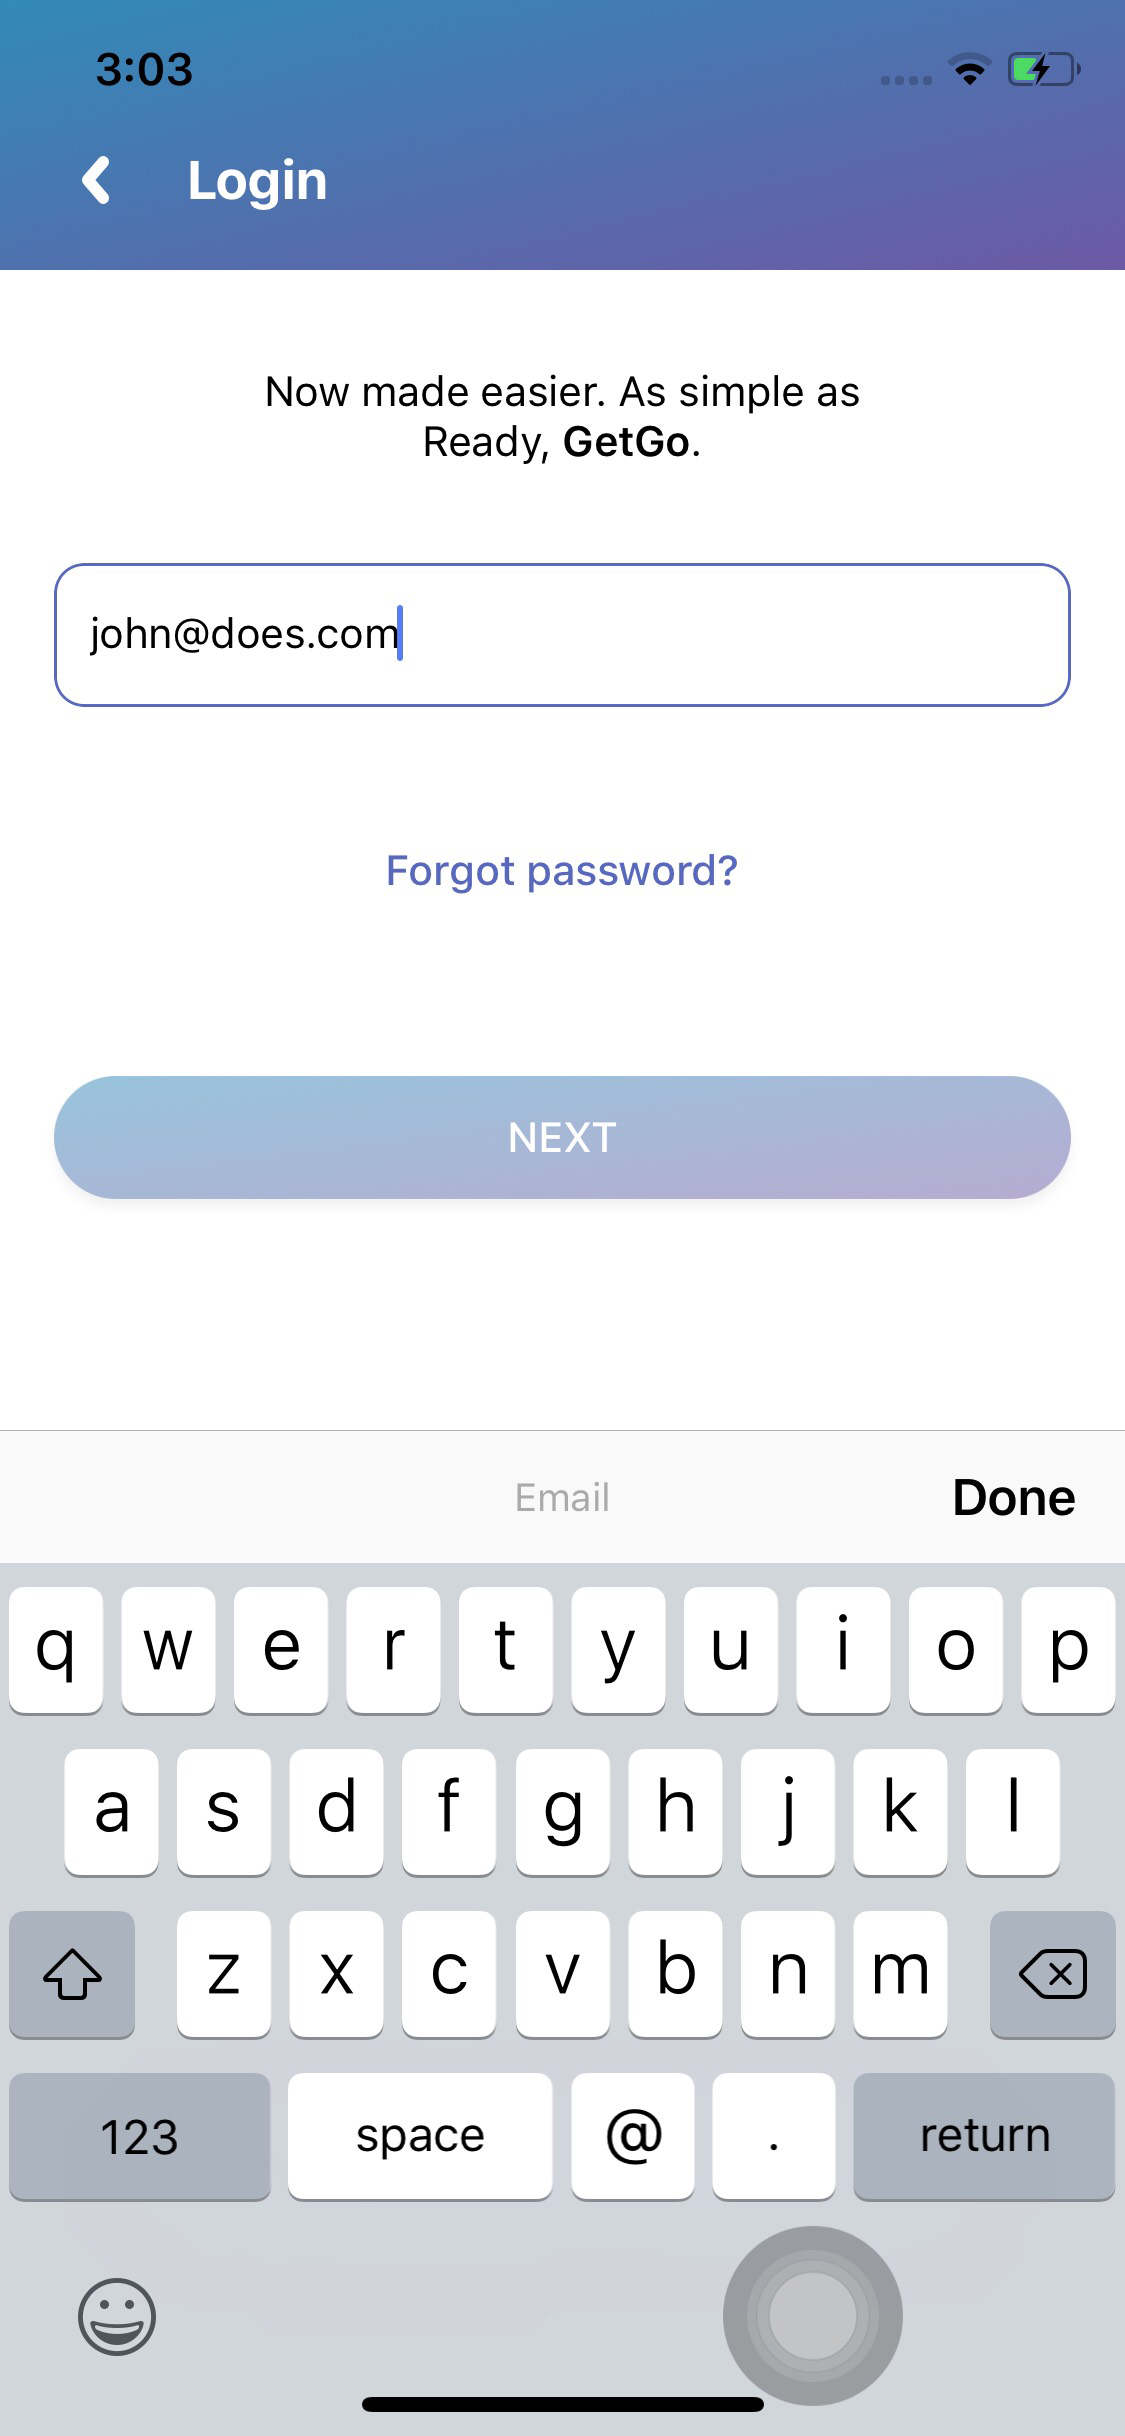 3:03
Login
Now made easier. As simple as
Ready, GetGo.
john@does.com
Forgot password?
NEXT
Email Done
q w e r t y u i o p
a s d f g h j k l
z x c v b n m
123 space @ . return